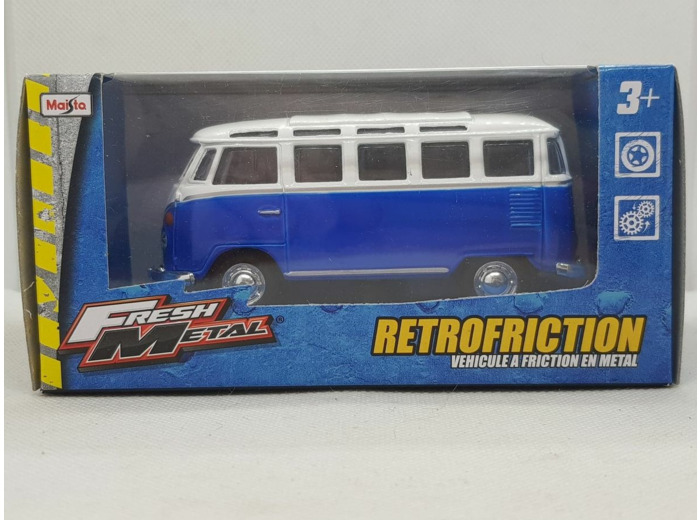 Maisto
3+
FRESH
METAL®
RETROFRICTION
VEHICULE A FRICTION EN METAL